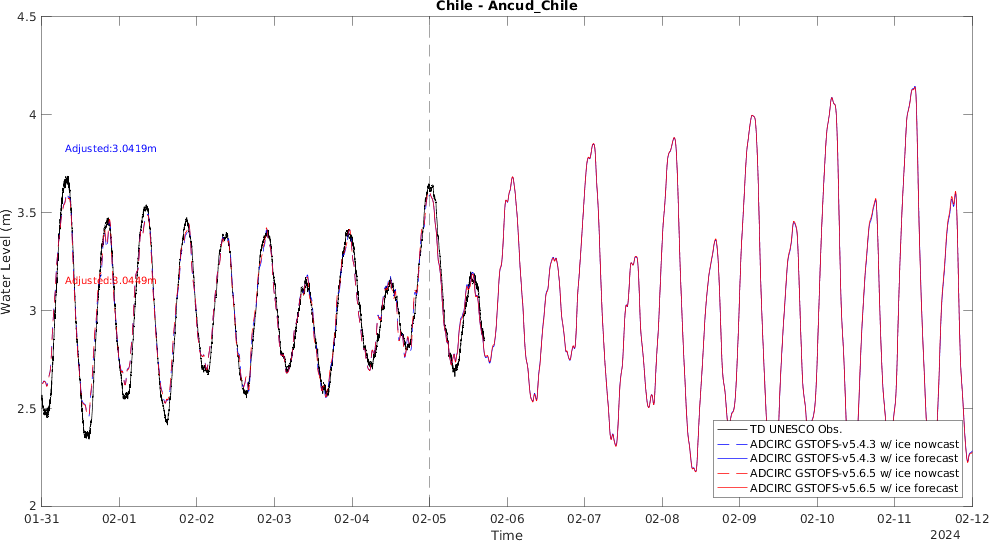 Chile - Ancud_Chile
4.5
4
3.5
3
2.5
2
Water Level (m)
Adjusted:3.0419m
Adjusted:3.0449m
TD UNESCO Obs.
ADCIRC GSTOFS-v5.4.3 w/ ice nowcast
ADCIRC GSTOFS-v5.4.3 w/ ice forecast
ADCIRC GSTOFS-v5.6.5 w/ ice nowcast
ADCIRC GSTOFS-v5.6.5 w/ ice forecast
01-31 02-01 02-02 02-03 02-04 02-05 02-06 02-07 02-08 02-09 02-10 02-11 02-12
Time
2024